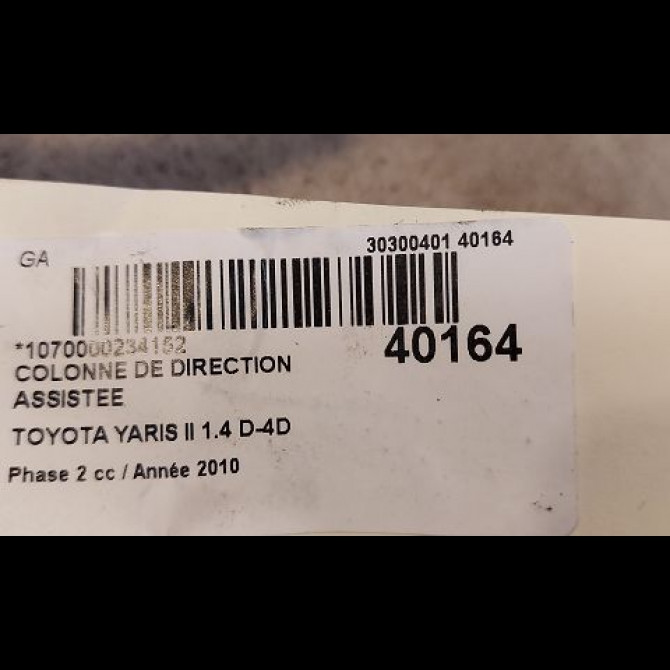 GA
30300401 40164
*1070000234152
40164
COLONNE DE DIRECTION
ASSISTEE
TOYOTA YARIS II 1.4 D-4D
Phase 2 cc / Année 2010